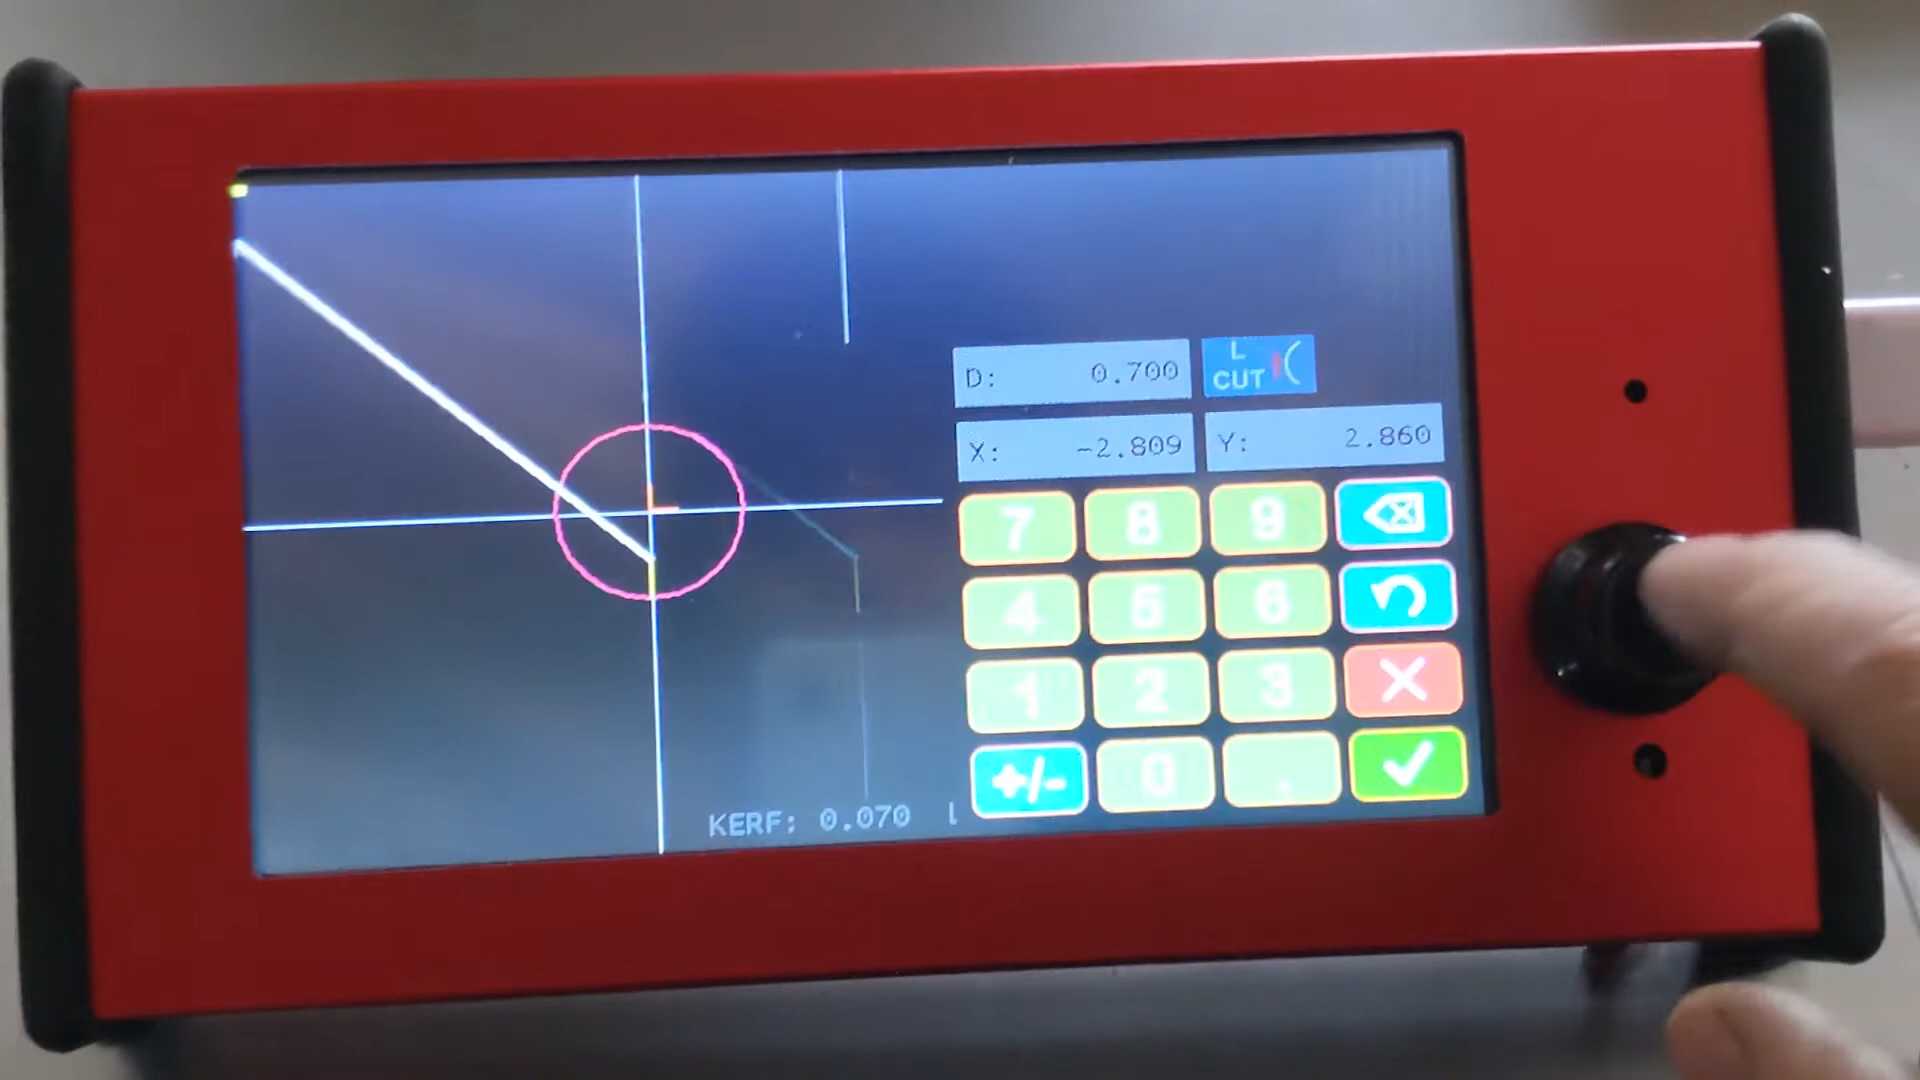 D: 0.700
L
CUT
X: -2.809
Y: 2.860
7 8 9
4 5 6
1 2 3
+/- 0 .
KERF: 0.070